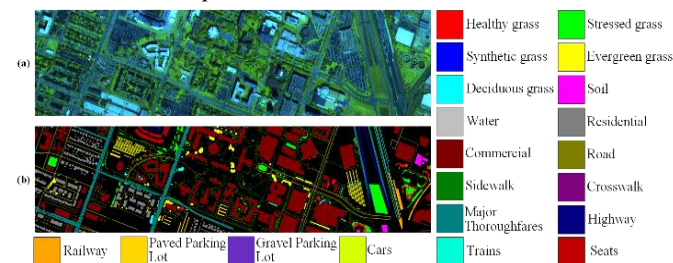 Healthy grass
Stressed grass
(a)
Synthetic grass
Evergreen grass
Deciduous grass
Soil
Water
Residential
Commercial
Road
(b)
Sidewalk
Crosswalk
Major
Thoroughfares
Highway
Railway
Paved Parking
Lot
Gravel Parking
Lot
Cars
Trains
Seats